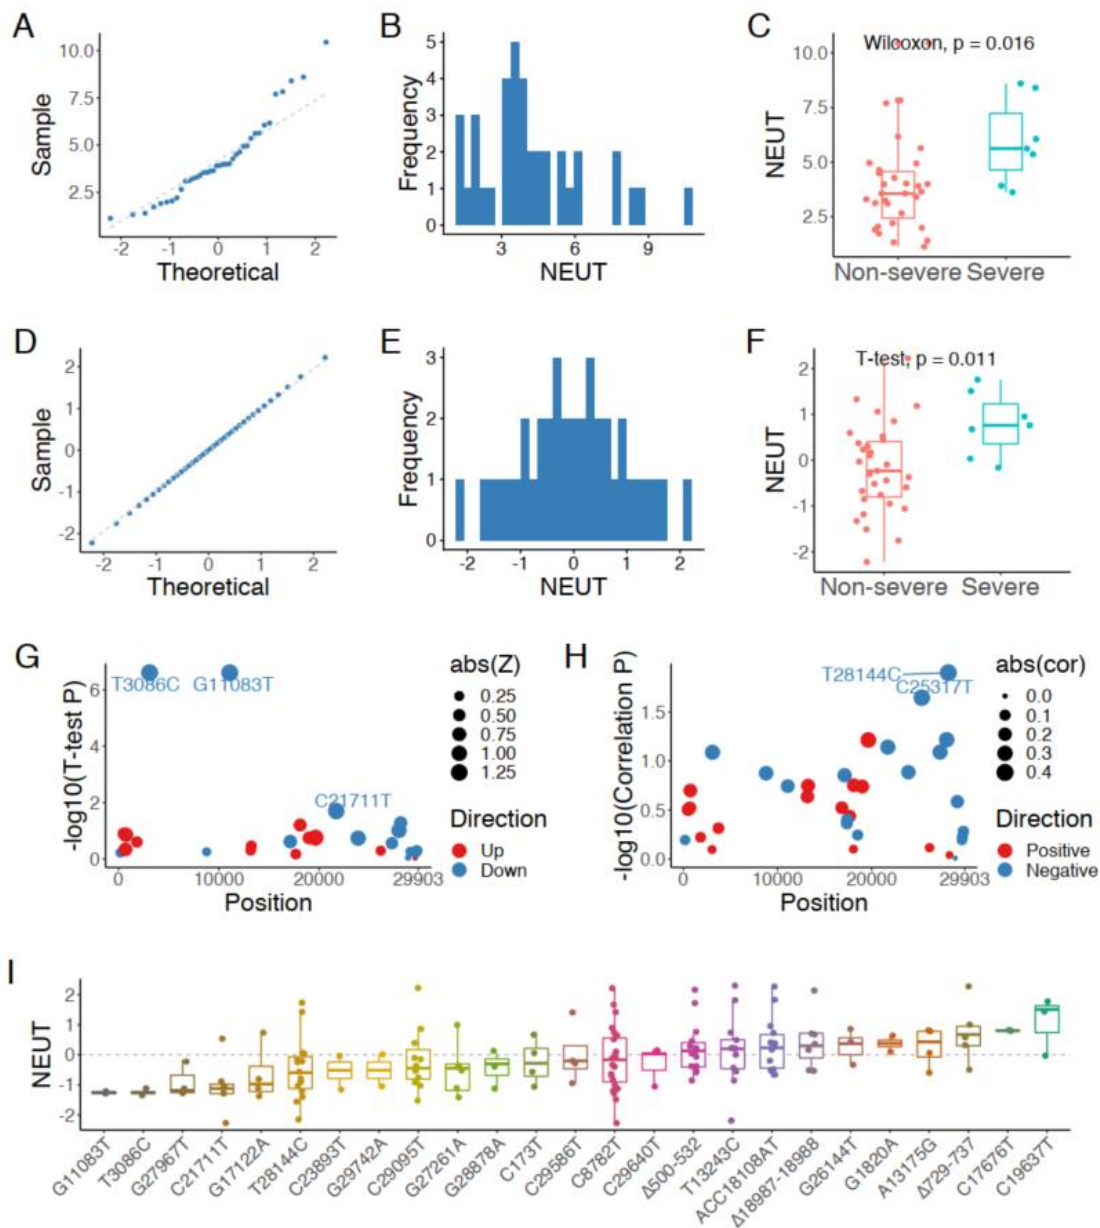 A
10.0
7.5
5.0
2.5
Sample
-2 -1 0 1 2
Theoretical
B
5
4
3
2
1
0
Frequency
3 6 9
NEUT
C
Wilcoxon, p = 0.016
10.0
7.5
5.0
2.5
NEUT
Non-severe Severe
D
2
1
0
-1
-2
Sample
-2 -1 0 1 2
Theoretical
E
3
2
1
0
Frequency
-2 -1 0 1 2
NEUT
F
T-test, p = 0.011
2
1
0
-1
-2
NEUT
Non-severe Severe
G
T3086C G11083T
C21711T
6
4
2
0
-log10(T-test P)
0 10000 20000 29903
Position
abs(Z)
0.25
0.50
0.75
1.00
1.25
Direction
Up
Down
H
T28144C
C25317T
1.5
1.0
0.5
0.0
-log10(Correlation P)
0 10000 20000 29903
Position
abs(cor)
0.0
0.1
0.2
0.3
0.4
Direction
Positive
Negative
I
2
1
0
-1
-2
NEUT
G11083T
T3086C
G27967T
C21711T
G17122A
T28144C
C23893T
G29742A
C29095T
G27261A
G28878A
C173T
C29586T
C8782T
C29640T
Δ500-532
T13243C
ACC18108AT
Δ18987-18988
G26144T
G1820A
A13175G
Δ729-737
C17676T
C19637T